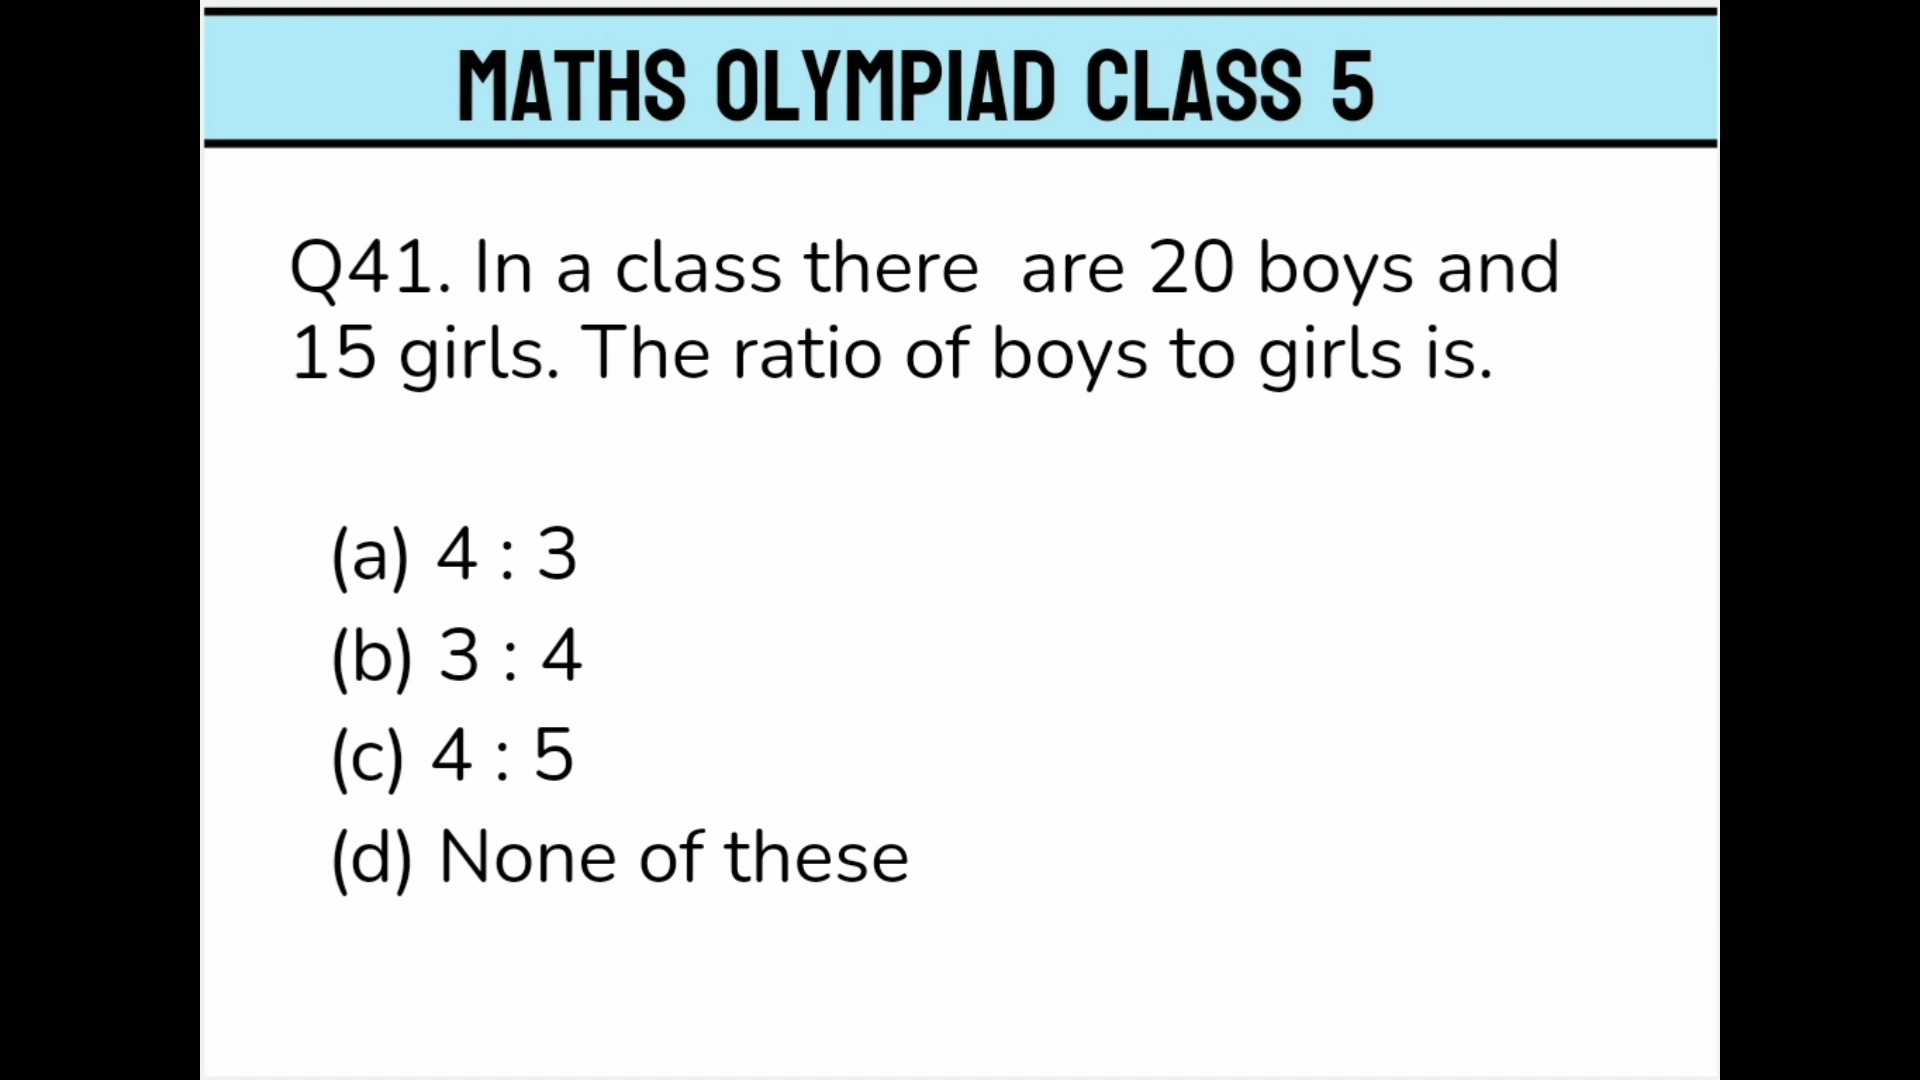 MATHS OLYMPIAD CLASS 5
Q41. In a class there  are 20 boys and
15 girls. The ratio of boys to girls is.
(a) 4 : 3
(b) 3 : 4
(c) 4 : 5
(d) None of these